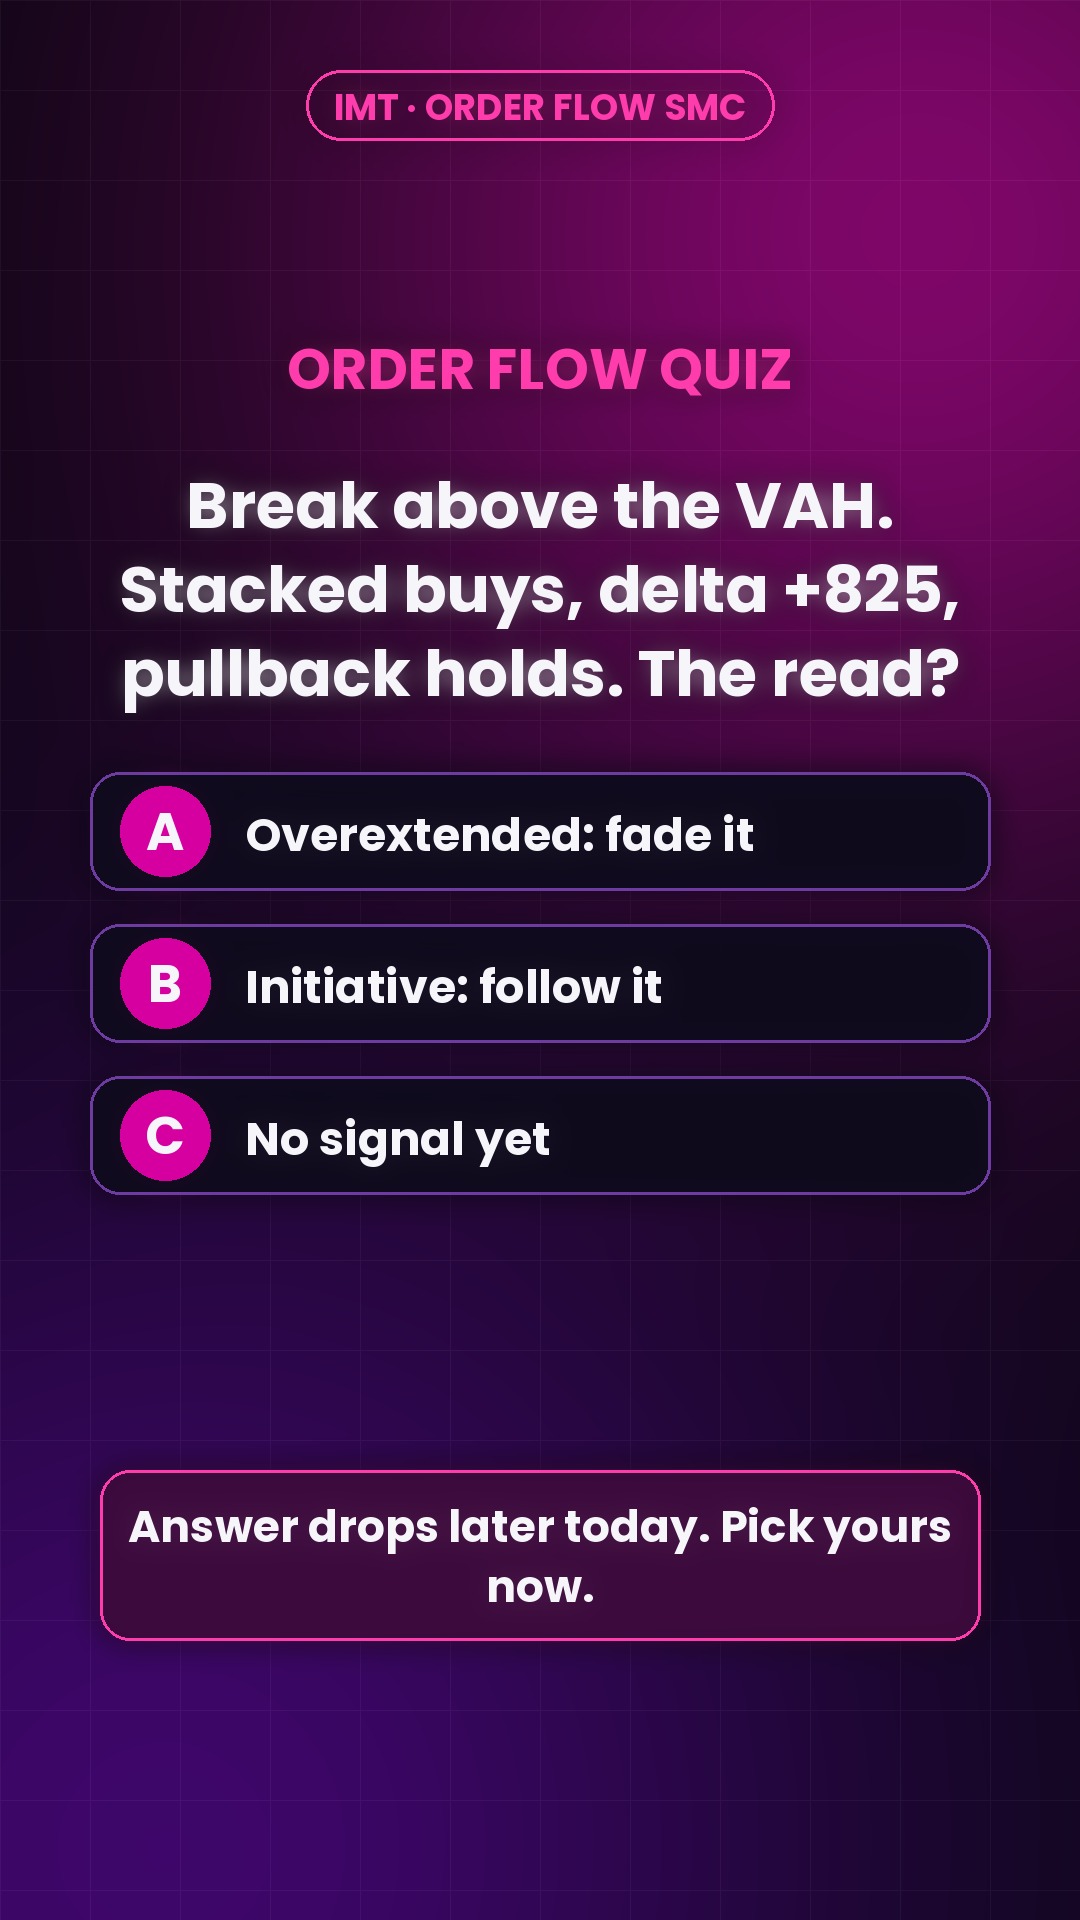 IMT · ORDER FLOW SMC
ORDER FLOW QUIZ
Break above the VAH.
Stacked buys, delta +825,
pullback holds. The read?
A Overextended: fade it
B Initiative: follow it
C No signal yet
Answer drops later today. Pick yours
now.